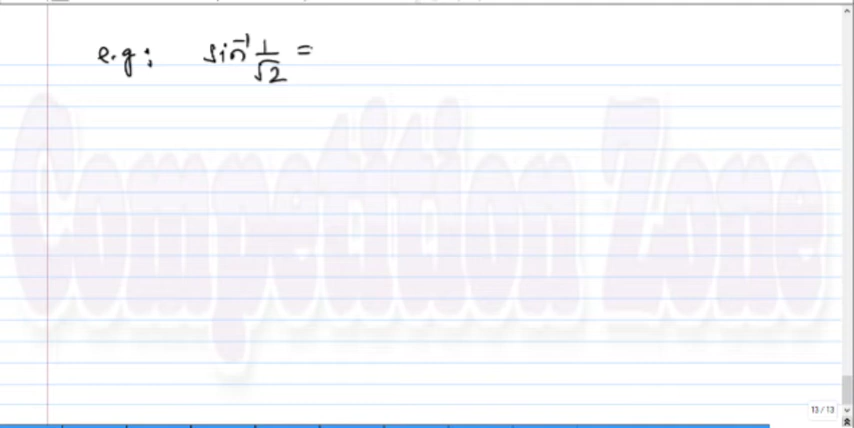 e.g: sin⁻¹ 1/√2 =
Competition Zone
13 / 13